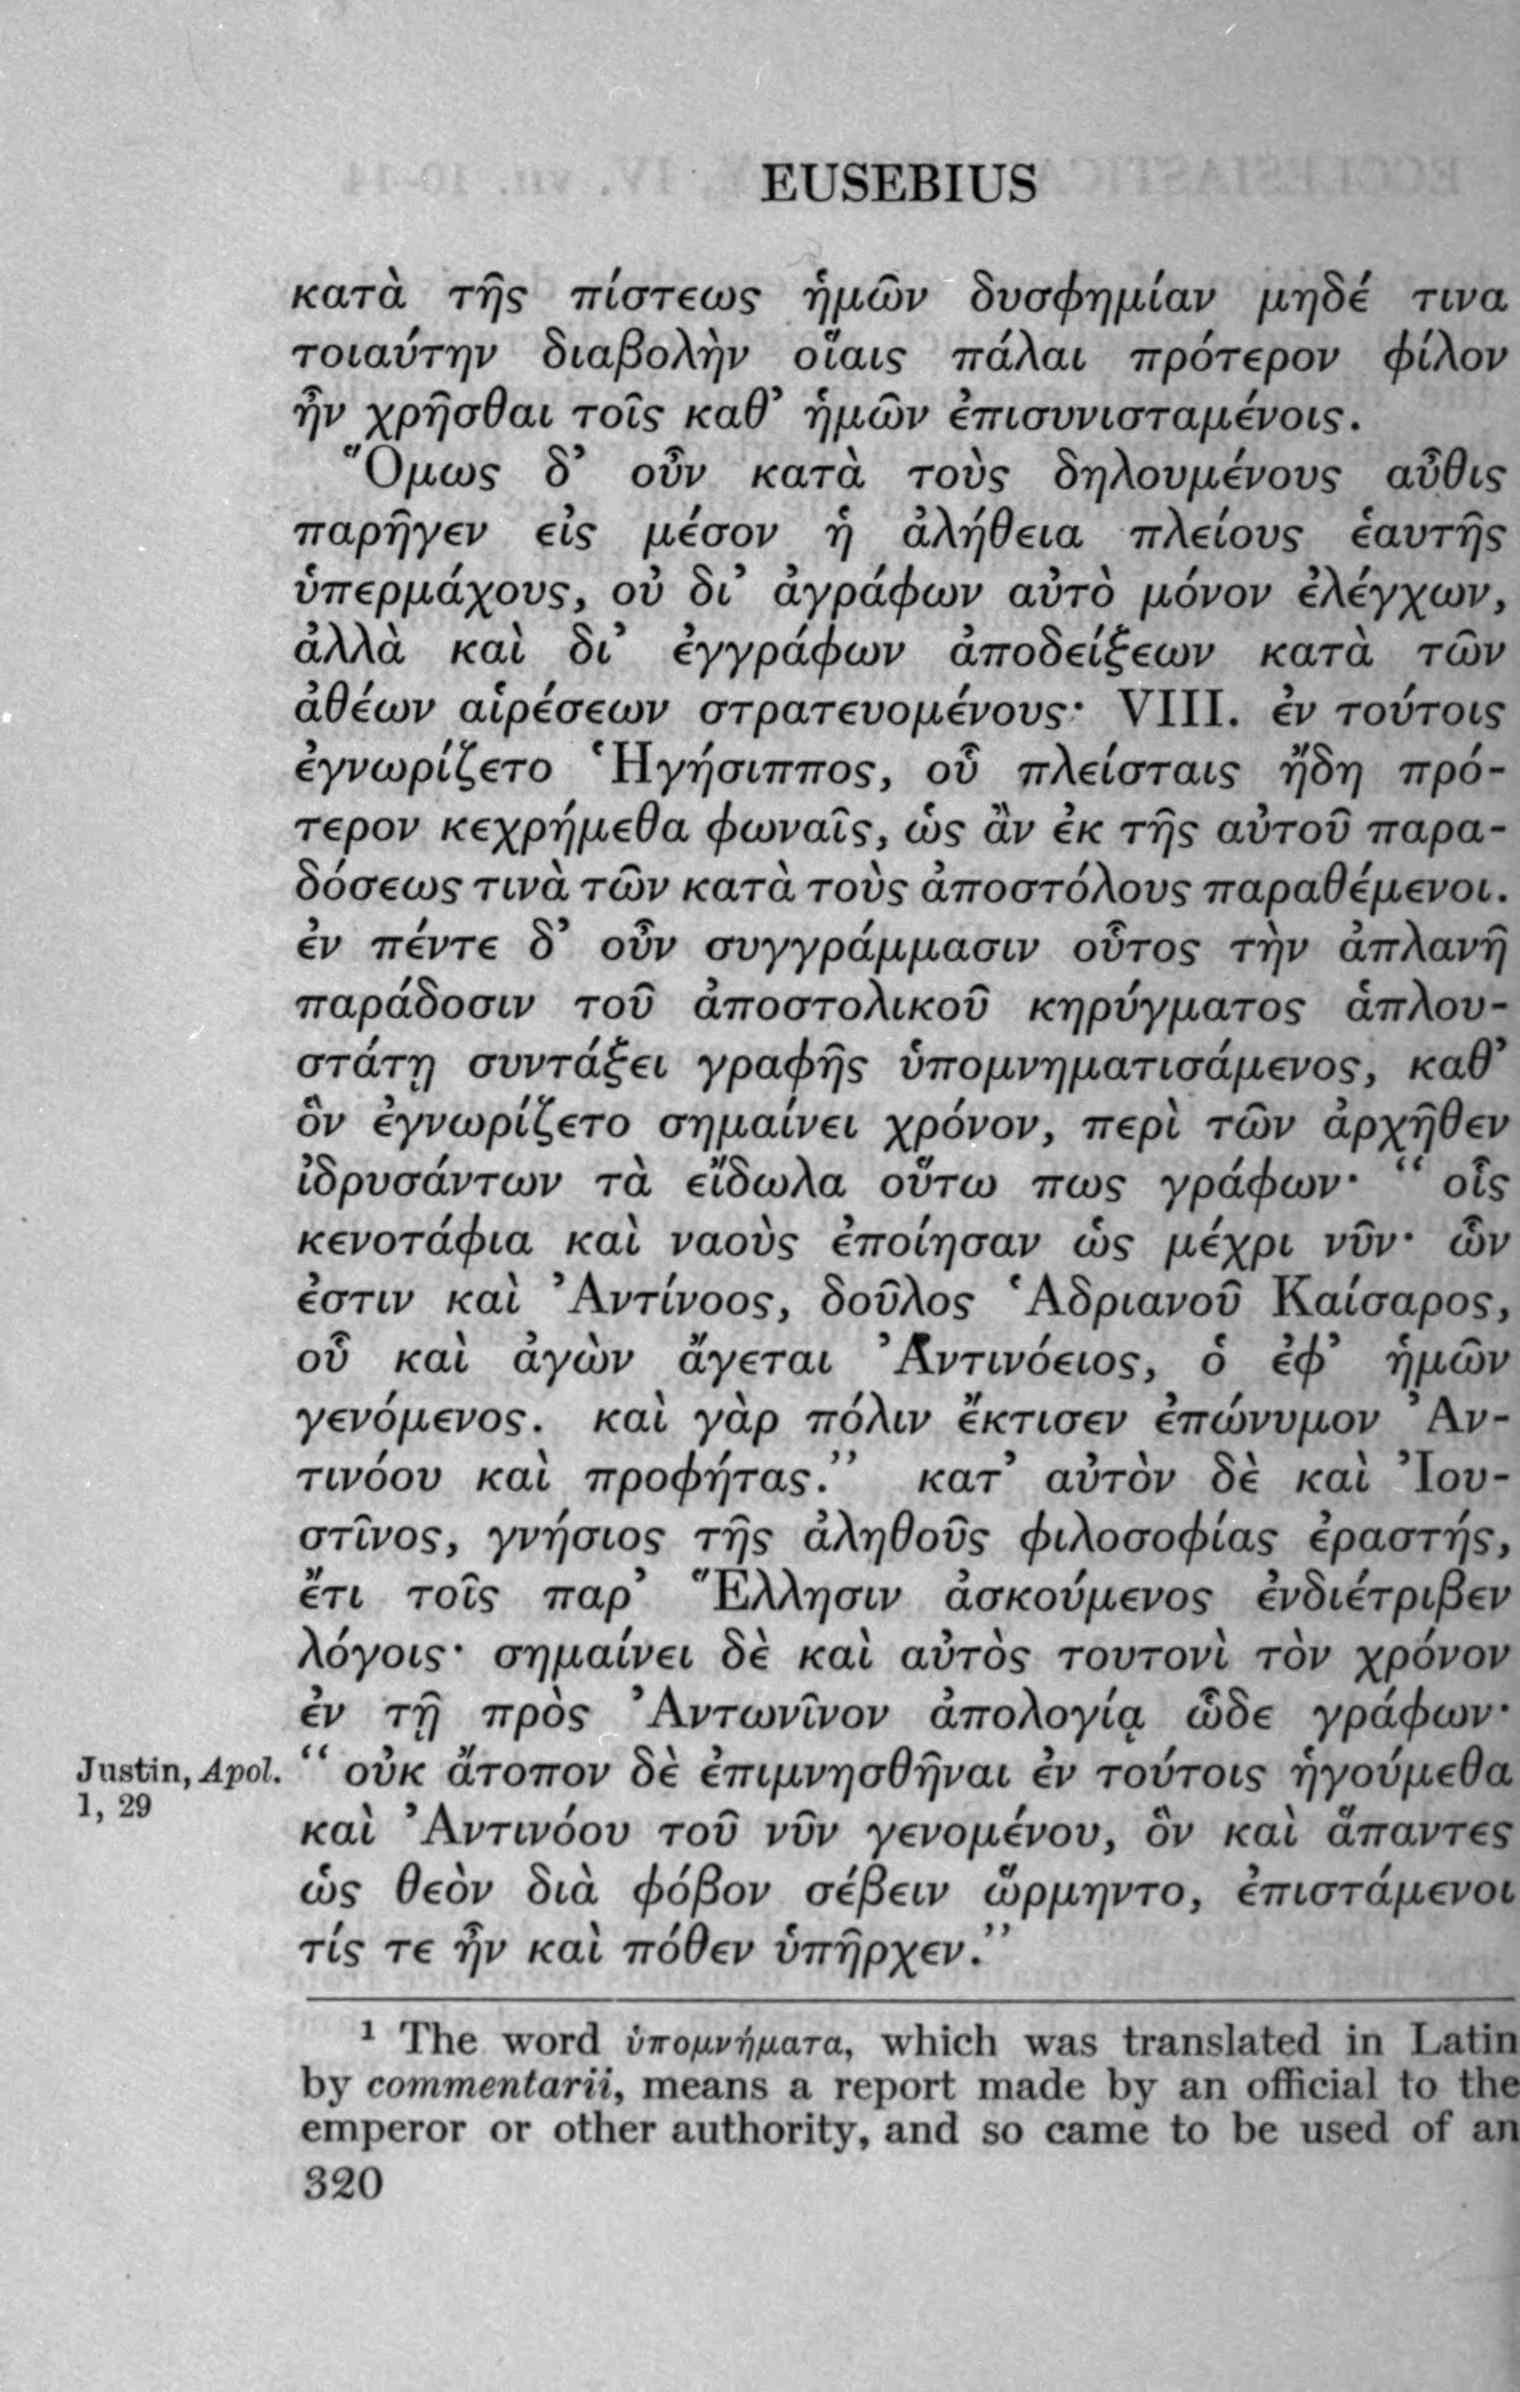 EUSEBIUS
κατὰ τῆς πίστεως ἡμῶν δυσφημίαν μηδέ τινα
τοιαύτην διαβολὴν οἵαις πάλαι πρότερον φίλον
ἦν χρῆσθαι τοῖς καθ’ ἡμῶν ἐπισυνισταμένοις.
Ὅμως δ’ οὖν κατὰ τοὺς δηλουμένους αὖθις
παρῆγεν εἰς μέσον ἡ ἀλήθεια πλείους ἑαυτῆς
ὑπερμάχους, οὐ δι’ ἀγράφων αὐτὸ μόνον ἐλέγχων,
ἀλλὰ καὶ δι’ ἐγγράφων ἀποδείξεων κατὰ τῶν
ἀθέων αἱρέσεων στρατευομένους· VIII. ἐν τούτοις
ἐγνωρίζετο Ἡγήσιππος, οὗ πλείσταις ἤδη πρό-
τερον κεχρήμεθα φωναῖς, ὡς ἂν ἐκ τῆς αὐτοῦ παρα-
δόσεως τινὰ τῶν κατὰ τοὺς ἀποστόλους παραθέμενοι.
ἐν πέντε δ’ οὖν συγγράμμασιν οὗτος τὴν ἀπλανῆ
παράδοσιν τοῦ ἀποστολικοῦ κηρύγματος ἁπλου-
στάτῃ συντάξει γραφῆς ὑπομνηματισάμενος, καθ’
ὃν ἐγνωρίζετο σημαίνει χρόνον, περὶ τῶν ἀρχῆθεν
ἱδρυσάντων τὰ εἴδωλα οὕτω πως γράφων· “ οἷς
κενοτάφια καὶ ναοὺς ἐποίησαν ὡς μέχρι νῦν· ὧν
ἐστιν καὶ Ἀντίνοος, δοῦλος Ἁδριανοῦ Καίσαρος,
οὗ καὶ ἀγὼν ἄγεται Ἀντινόειος, ὁ ἐφ’ ἡμῶν
γενόμενος. καὶ γὰρ πόλιν ἔκτισεν ἐπώνυμον Ἀν-
τινόου καὶ προφήτας.” κατ’ αὐτὸν δὲ καὶ Ἰου-
στῖνος, γνήσιος τῆς ἀληθοῦς φιλοσοφίας ἐραστής,
ἔτι τοῖς παρ’ Ἕλλησιν ἀσκούμενος ἐνδιέτριβεν
λόγοις· σημαίνει δὲ καὶ αὐτὸς τουτονὶ τὸν χρόνον
ἐν τῇ πρὸς Ἀντωνῖνον ἀπολογίᾳ ὧδε γράφων·
Justin, Apol.
1, 29
“ οὐκ ἄτοπον δὲ ἐπιμνησθῆναι ἐν τούτοις ἡγούμεθα
καὶ Ἀντινόου τοῦ νῦν γενομένου, ὃν καὶ ἅπαντες
ὡς θεὸν διὰ φόβον σέβειν ὥρμηντο, ἐπιστάμενοι
τίς τε ἦν καὶ πόθεν ὑπῆρχεν.”
¹ The word ὑπομνήματα, which was translated in Latin
by commentarii, means a report made by an official to the
emperor or other authority, and so came to be used of an
320